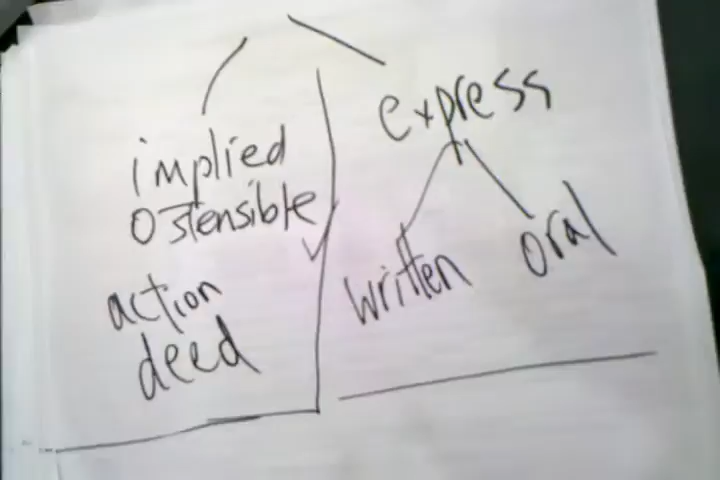 implied
ostensible
action
deed
express
written oral